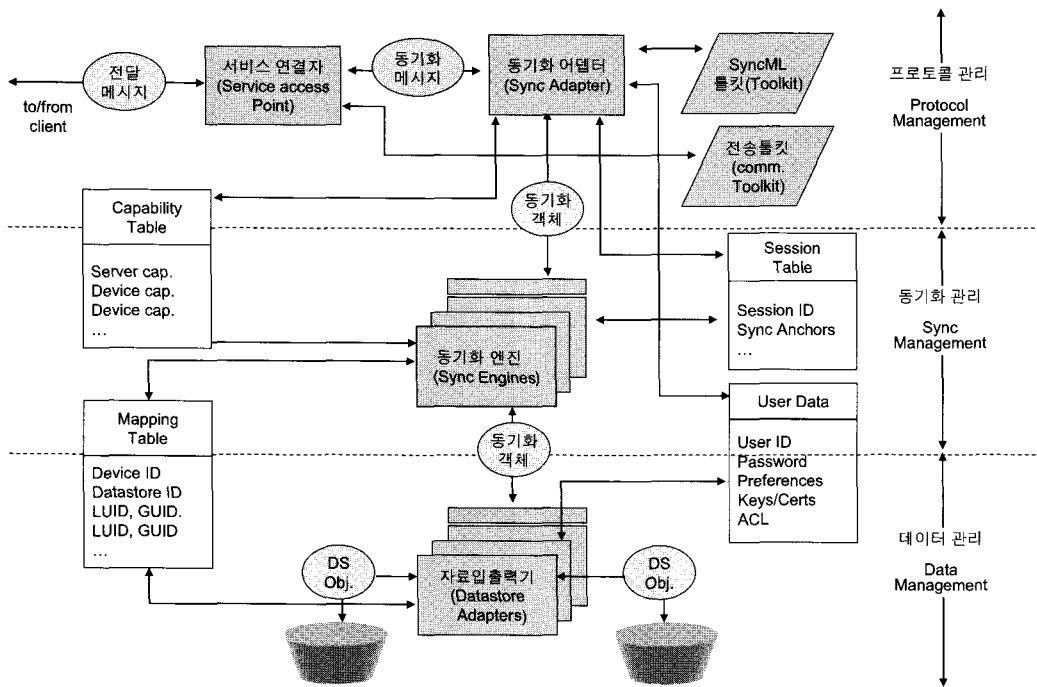 전달
메시지
to/from
client
서비스 연결자
(Service access
Point)
동기화
메시지
동기화 어뎁터
(Sync Adapter)
SyncML
툴킷(Toolkit)
전송툴킷
(comm.
Toolkit)
프로토콜 관리
Protocol
Management
Capability
Table
Server cap.
Device cap.
Device cap.
...
동기화
객체
Session
Table
Session ID
Sync Anchors
...
동기화 관리
Sync
Management
동기화 엔진
(Sync Engines)
Mapping
Table
Device ID
Datastore ID
LUID, GUID.
LUID, GUID
...
동기화
객체
User Data
User ID
Password
Preferences
Keys/Certs
ACL
데이터 관리
Data
Management
DS
Obj.
자료입출력기
(Datastore
Adapters)
DS
Obj.